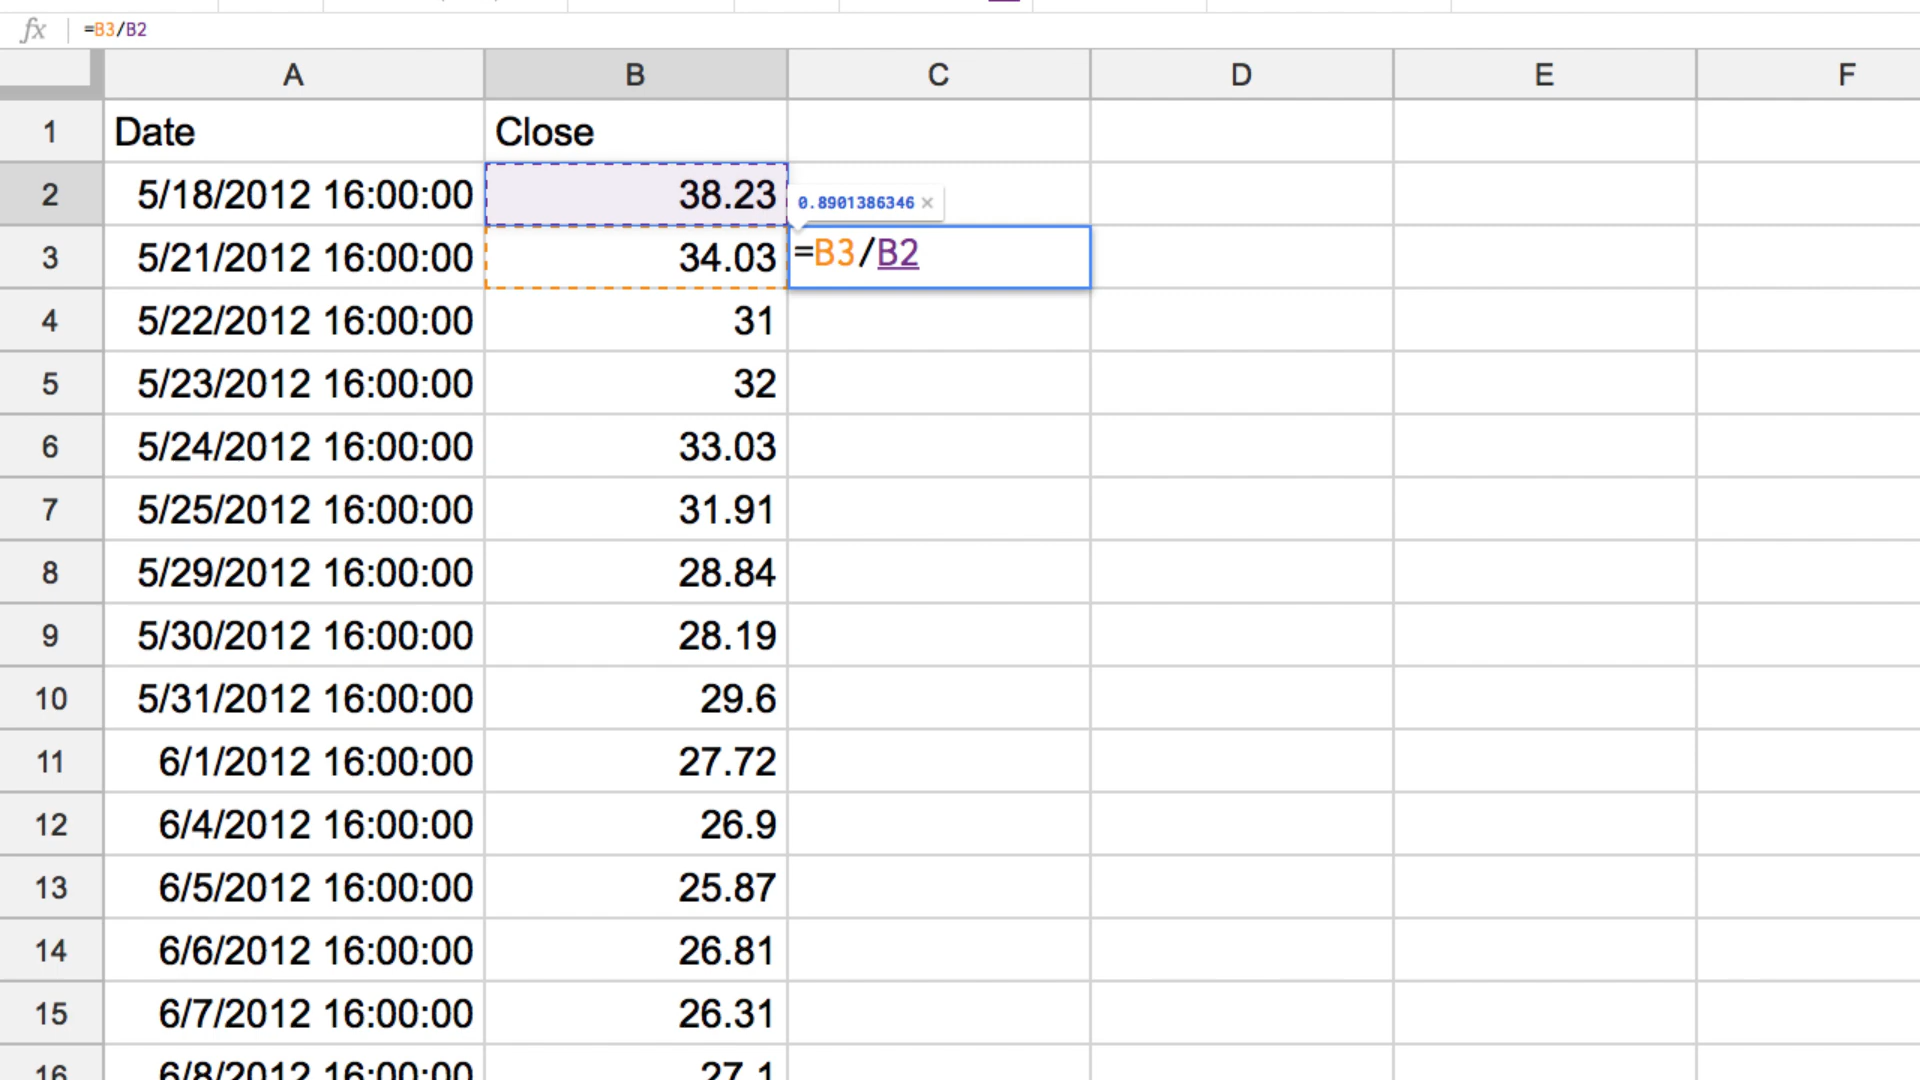 fx =B3/B2
A B C D E F
1 Date Close
2 5/18/2012 16:00:00 38.23 0.8901386346 ×
3 5/21/2012 16:00:00 34.03 =B3/B2
4 5/22/2012 16:00:00 31
5 5/23/2012 16:00:00 32
6 5/24/2012 16:00:00 33.03
7 5/25/2012 16:00:00 31.91
8 5/29/2012 16:00:00 28.84
9 5/30/2012 16:00:00 28.19
10 5/31/2012 16:00:00 29.6
11 6/1/2012 16:00:00 27.72
12 6/4/2012 16:00:00 26.9
13 6/5/2012 16:00:00 25.87
14 6/6/2012 16:00:00 26.81
15 6/7/2012 16:00:00 26.31
16 6/8/2012 16:00:00 27.1